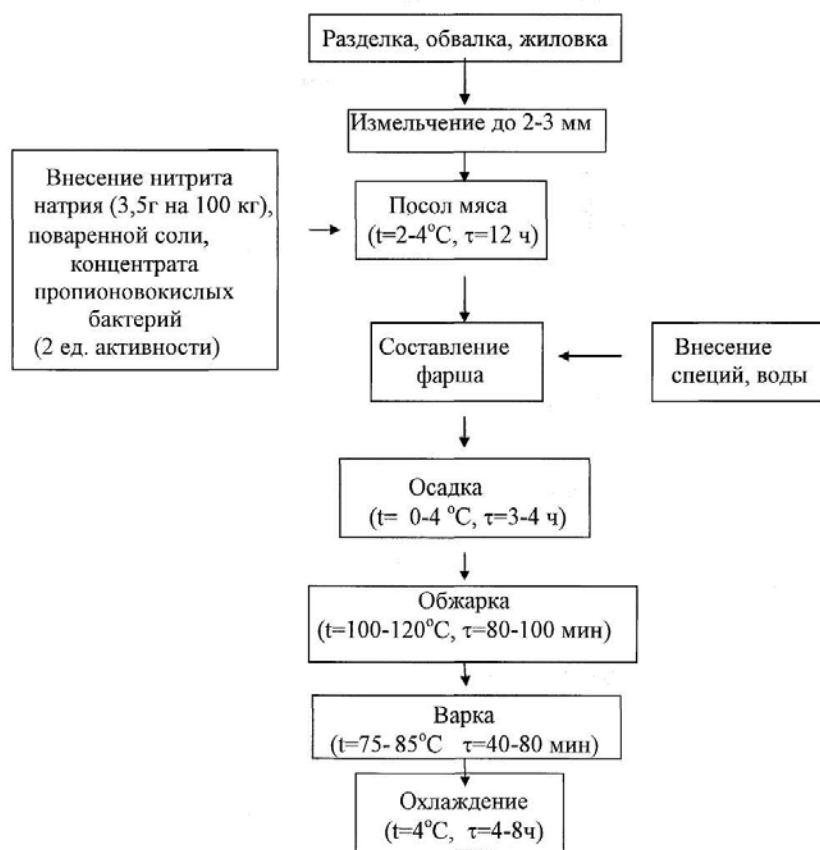 Разделка, обвалка, жиловка
Измельчение до 2-3 мм
Внесение нитрита
натрия (3,5г на 100 кг),
поваренной соли,
концентрата
пропионовокислых
бактерий
(2 ед. активности)
Посол мяса
(t=2-4°C, τ=12 ч)
Составление
фарша
Внесение
специй, воды
Осадка
(t= 0-4 °C, τ=3-4 ч)
Обжарка
(t=100-120°C, τ=80-100 мин)
Варка
(t=75- 85°C τ=40-80 мин)
Охлаждение
(t=4°C, τ=4-8ч)